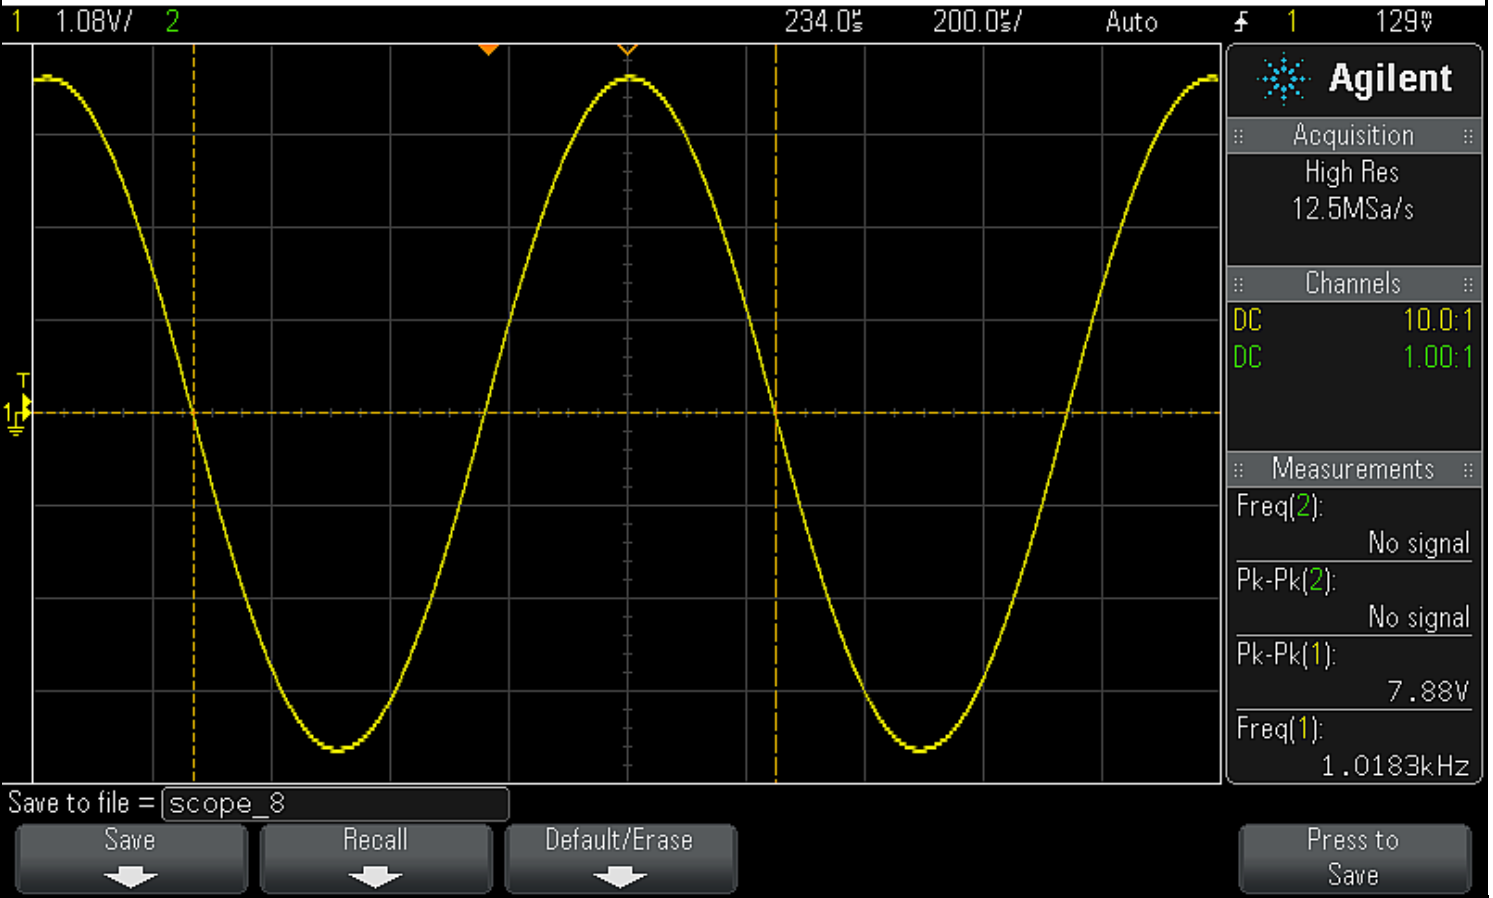 1 1.08V/ 2 234.0µs 200.0µs/ Auto 1 129mV
Agilent
Acquisition
High Res
12.5MSa/s
Channels
DC 10.0:1
DC 1.00:1
T
1
Measurements
Freq(2):
No signal
Pk-Pk(2):
No signal
Pk-Pk(1):
7.88V
Freq(1):
1.0183kHz
Save to file = scope_8
Save Recall Default/Erase Press to
Save